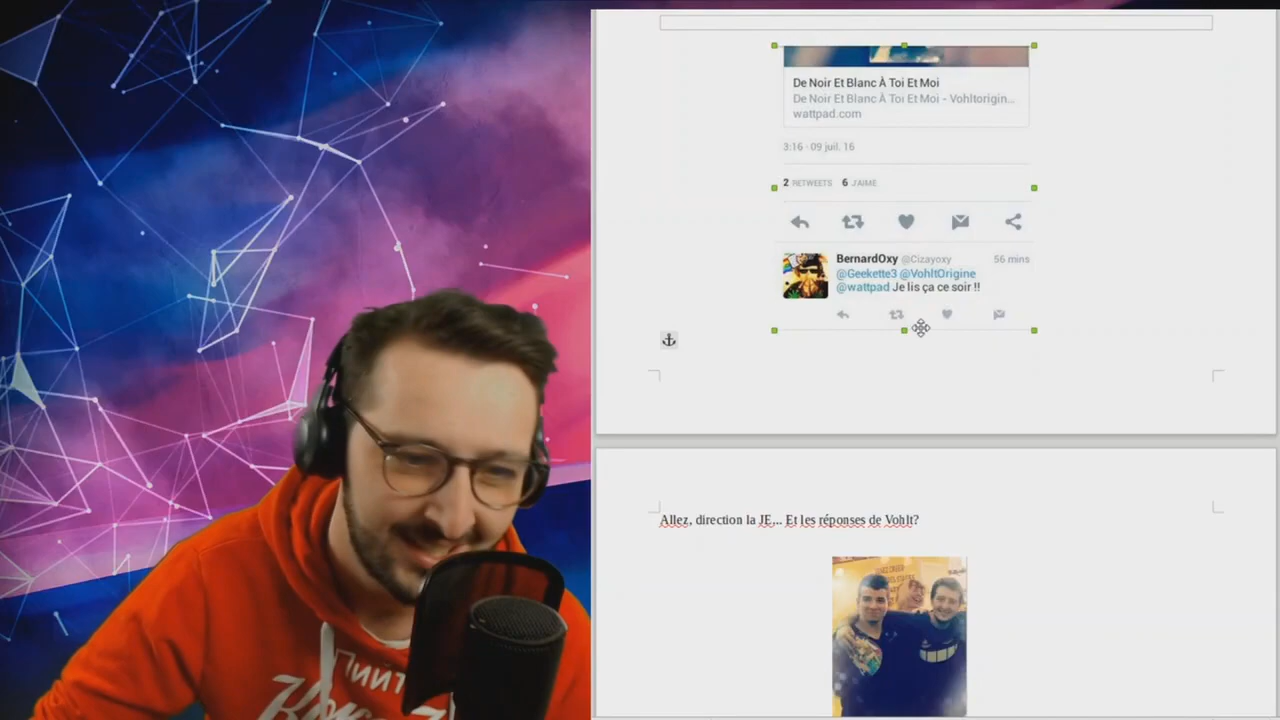 De Noir Et Blanc À Toi Et Moi
De Noir Et Blanc À Toi Et Moi - Vohltorigin...
wattpad.com
3:16 - 09 juil. 16
2 RETWEETS 6 J'AIME
BernardOxy @Cizayoxy 56 mins
@Geekette3 @VohltOrigine
@wattpad Je lis ça ce soir !!
Allez, direction la JE... Et les réponses de Vohlt?